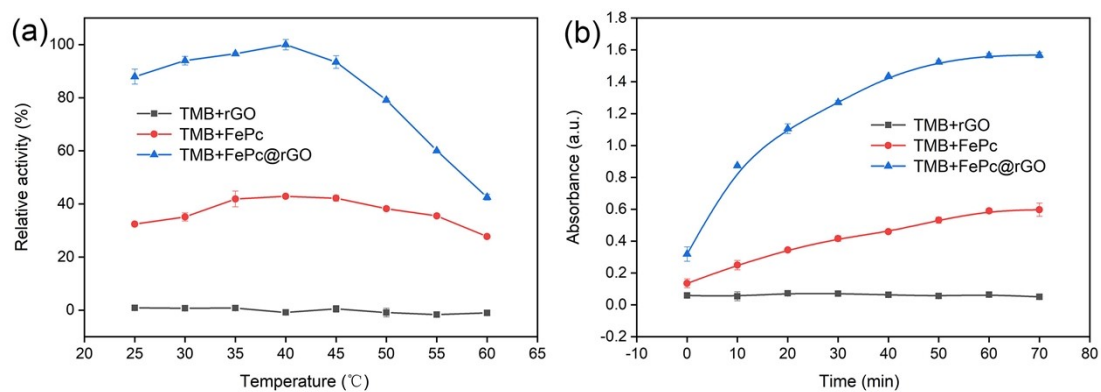 (a)
Relative activity (%)
100
80
60
40
20
0
TMB+rGO
TMB+FePc
TMB+FePc@rGO
20 25 30 35 40 45 50 55 60 65
Temperature (℃)
(b)
Absorbance (a.u.)
1.8
1.6
1.4
1.2
1.0
0.8
0.6
0.4
0.2
0.0
-0.2
TMB+rGO
TMB+FePc
TMB+FePc@rGO
-10 0 10 20 30 40 50 60 70 80
Time (min)